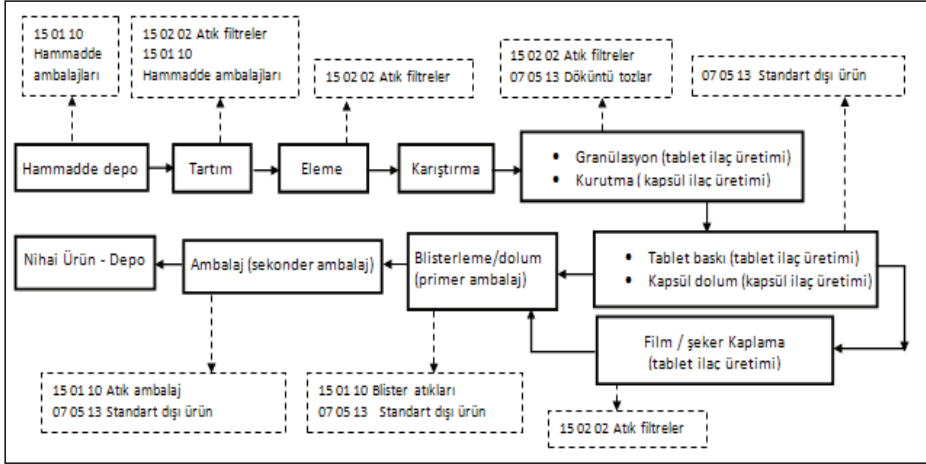 15 01 10
Hammadde
ambalajları
15 02 02 Atık filtreler
15 01 10
Hammadde ambalajları
15 02 02 Atık filtreler
15 02 02 Atık filtreler
07 05 13 Döküntü tozlar
07 05 13 Standart dışı ürün
Hammadde depo
Tartım
Eleme
Karıştırma
• Granülasyon (tablet ilaç üretimi)
• Kurutma ( kapsül ilaç üretimi)
Nihai Ürün - Depo
Ambalaj (sekonder ambalaj)
Blisterleme/dolum
(primer ambalaj)
• Tablet baskı (tablet ilaç üretimi)
• Kapsül dolum (kapsül ilaç üretimi)
Film / şeker Kaplama
(tablet ilaç üretimi)
15 01 10 Atık ambalaj
07 05 13 Standart dışı ürün
15 01 10 Blister atıkları
07 05 13 Standart dışı ürün
15 02 02 Atık filtreler